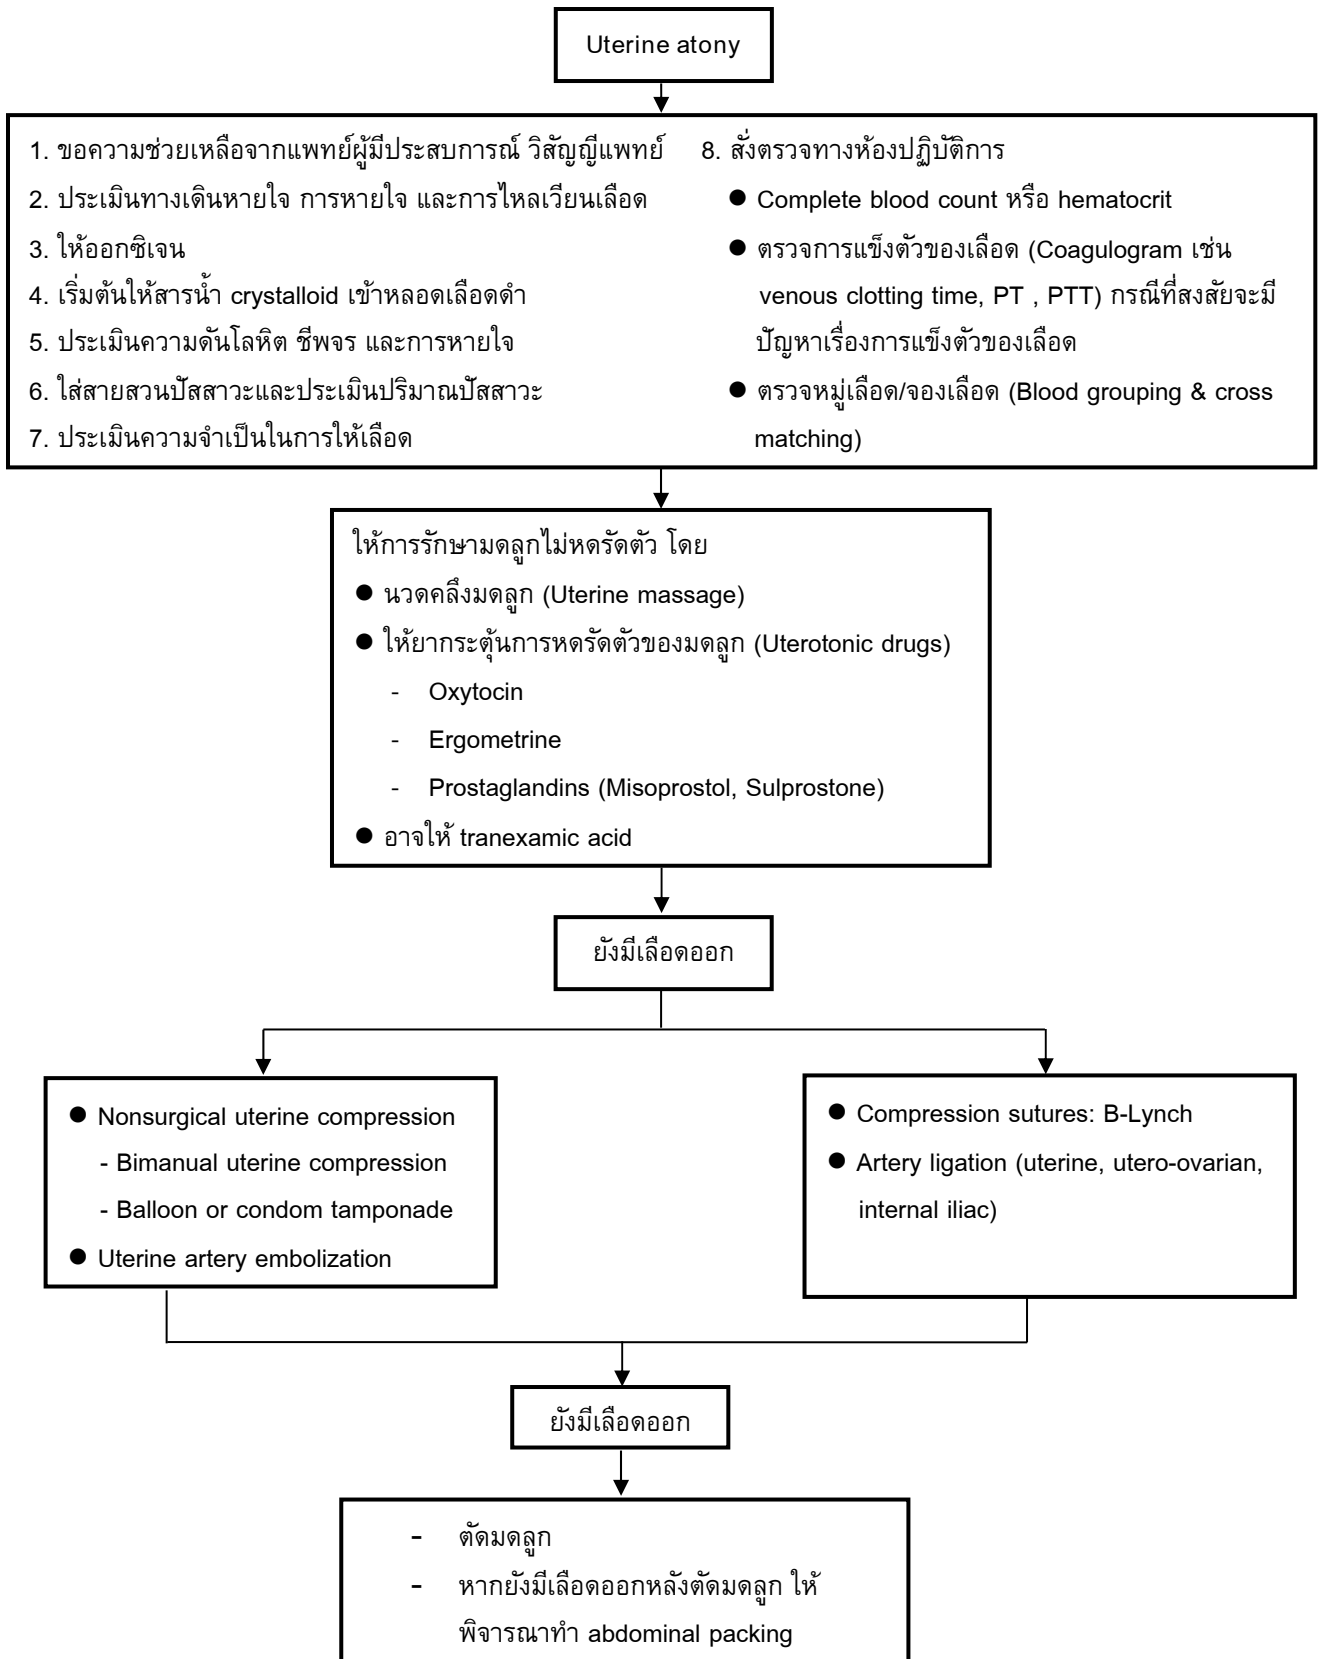 Uterine atony
1. ขอความช่วยเหลือจากแพทย์ผู้มีประสบการณ์ วิสัญญีแพทย์
2. ประเมินทางเดินหายใจ การหายใจ และการไหลเวียนเลือด
3. ให้ออกซิเจน
4. เริ่มต้นให้สารน้ำ crystalloid เข้าหลอดเลือดดำ
5. ประเมินความดันโลหิต ชีพจร และการหายใจ
6. ใส่สายสวนปัสสาวะและประเมินปริมาณปัสสาวะ
7. ประเมินความจำเป็นในการให้เลือด
8. สั่งตรวจทางห้องปฏิบัติการ
● Complete blood count หรือ hematocrit
● ตรวจการแข็งตัวของเลือด (Coagulogram เช่น
venous clotting time, PT , PTT) กรณีที่สงสัยจะมี
ปัญหาเรื่องการแข็งตัวของเลือด
● ตรวจหมู่เลือด/จองเลือด (Blood grouping & cross
matching)
ให้การรักษามดลูกไม่หดรัดตัว โดย
● นวดคลึงมดลูก (Uterine massage)
● ให้ยากระตุ้นการหดรัดตัวของมดลูก (Uterotonic drugs)
- Oxytocin
- Ergometrine
- Prostaglandins (Misoprostol, Sulprostone)
● อาจให้ tranexamic acid
ยังมีเลือดออก
● Nonsurgical uterine compression
- Bimanual uterine compression
- Balloon or condom tamponade
● Uterine artery embolization
● Compression sutures: B-Lynch
● Artery ligation (uterine, utero-ovarian,
internal iliac)
ยังมีเลือดออก
- ตัดมดลูก
- หากยังมีเลือดออกหลังตัดมดลูก ให้
พิจารณาทำ abdominal packing